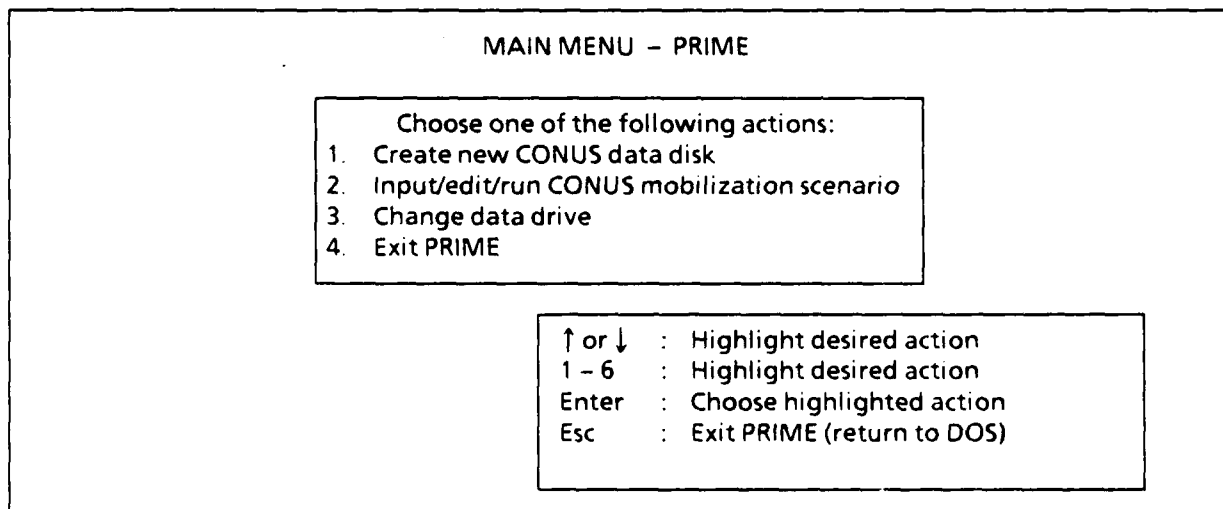 MAIN MENU – PRIME
Choose one of the following actions:
1. Create new CONUS data disk
2. Input/edit/run CONUS mobilization scenario
3. Change data drive
4. Exit PRIME
↑ or ↓ : Highlight desired action
1 – 6 : Highlight desired action
Enter : Choose highlighted action
Esc : Exit PRIME (return to DOS)